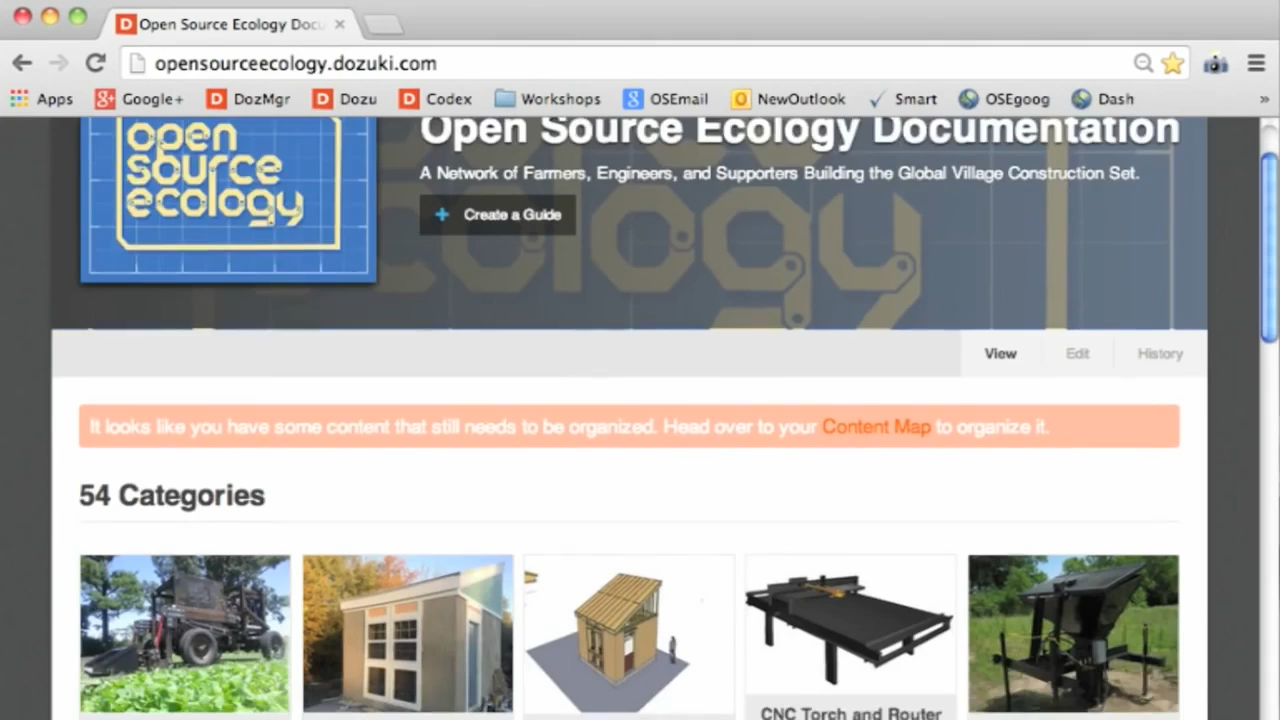 Open Source Ecology Docu
opensourceecology.dozuki.com
Apps Google+ DozMgr Dozu Codex Workshops OSEmail NewOutlook Smart OSEgoog Dash »
open
source
ecology
Open Source Ecology Documentation
A Network of Farmers, Engineers, and Supporters Building the Global Village Construction Set.
+ Create a Guide
ecology
View Edit History
It looks like you have some content that still needs to be organized. Head over to your Content Map to organize it.
54 Categories
CNC Torch and Router